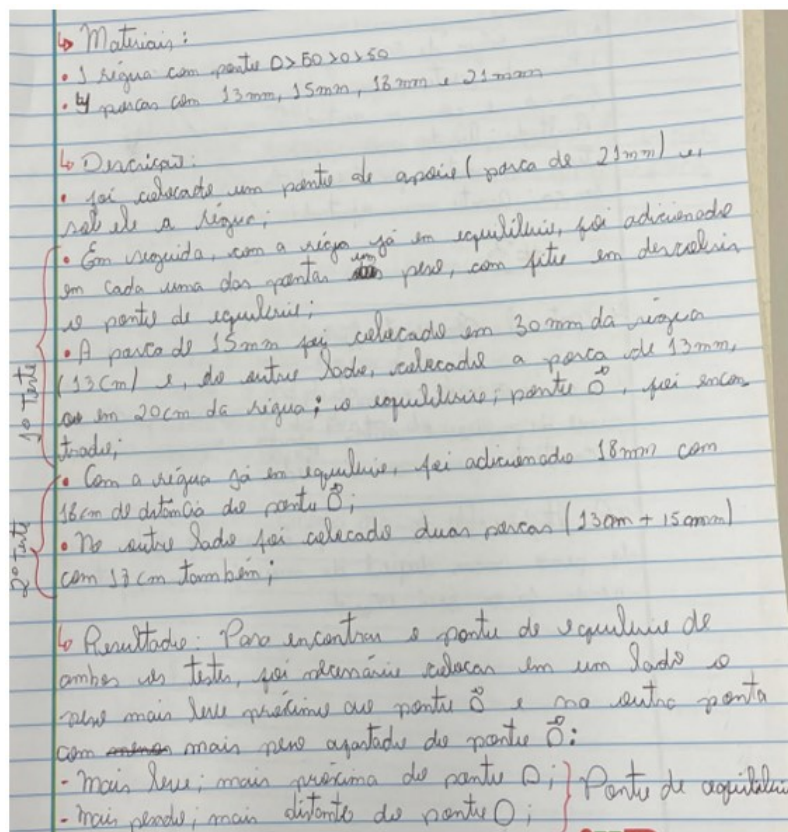 ↳ Materiais:
• 1 régua com ponto 0 > 50 > 0 > 50
• 4 porcas com 13mm, 15mm, 18mm e 21mm
↳ Descrição:
• foi colocado um ponto de apoio (porca de 21mm) e,
sob ele a régua;
• Em seguida, com a régua já em equilíbrio, foi adicionado
em cada uma das pontas um peso, com fito em descobrir
o ponto de equilíbrio;
• A porca de 15mm foi colocado em 30mm da régua
(13cm) e, do outro lado, colocado a porca de 13mm,
em 20cm da régua; o equilíbrio; ponto O, foi encon
trado;
1º Teste
• Com a régua já em equilíbrio, foi adicionado 18mm com
18cm de distância do ponto O;
• No outro lado foi colocado duas porcas (13mm + 15mm)
com 13cm também;
2º Teste
↳ Resultado: Para encontrar o ponto de equilíbrio de
ambos os testes, foi necessário colocar em um lado o
peso mais leve próximo ao ponto O e na outra ponta
com mais peso afastado do ponto O:
- Mais leve; mais próxima do ponto O;
- Mais pesado; mais distante do ponto O;
Ponto de equilíbrio